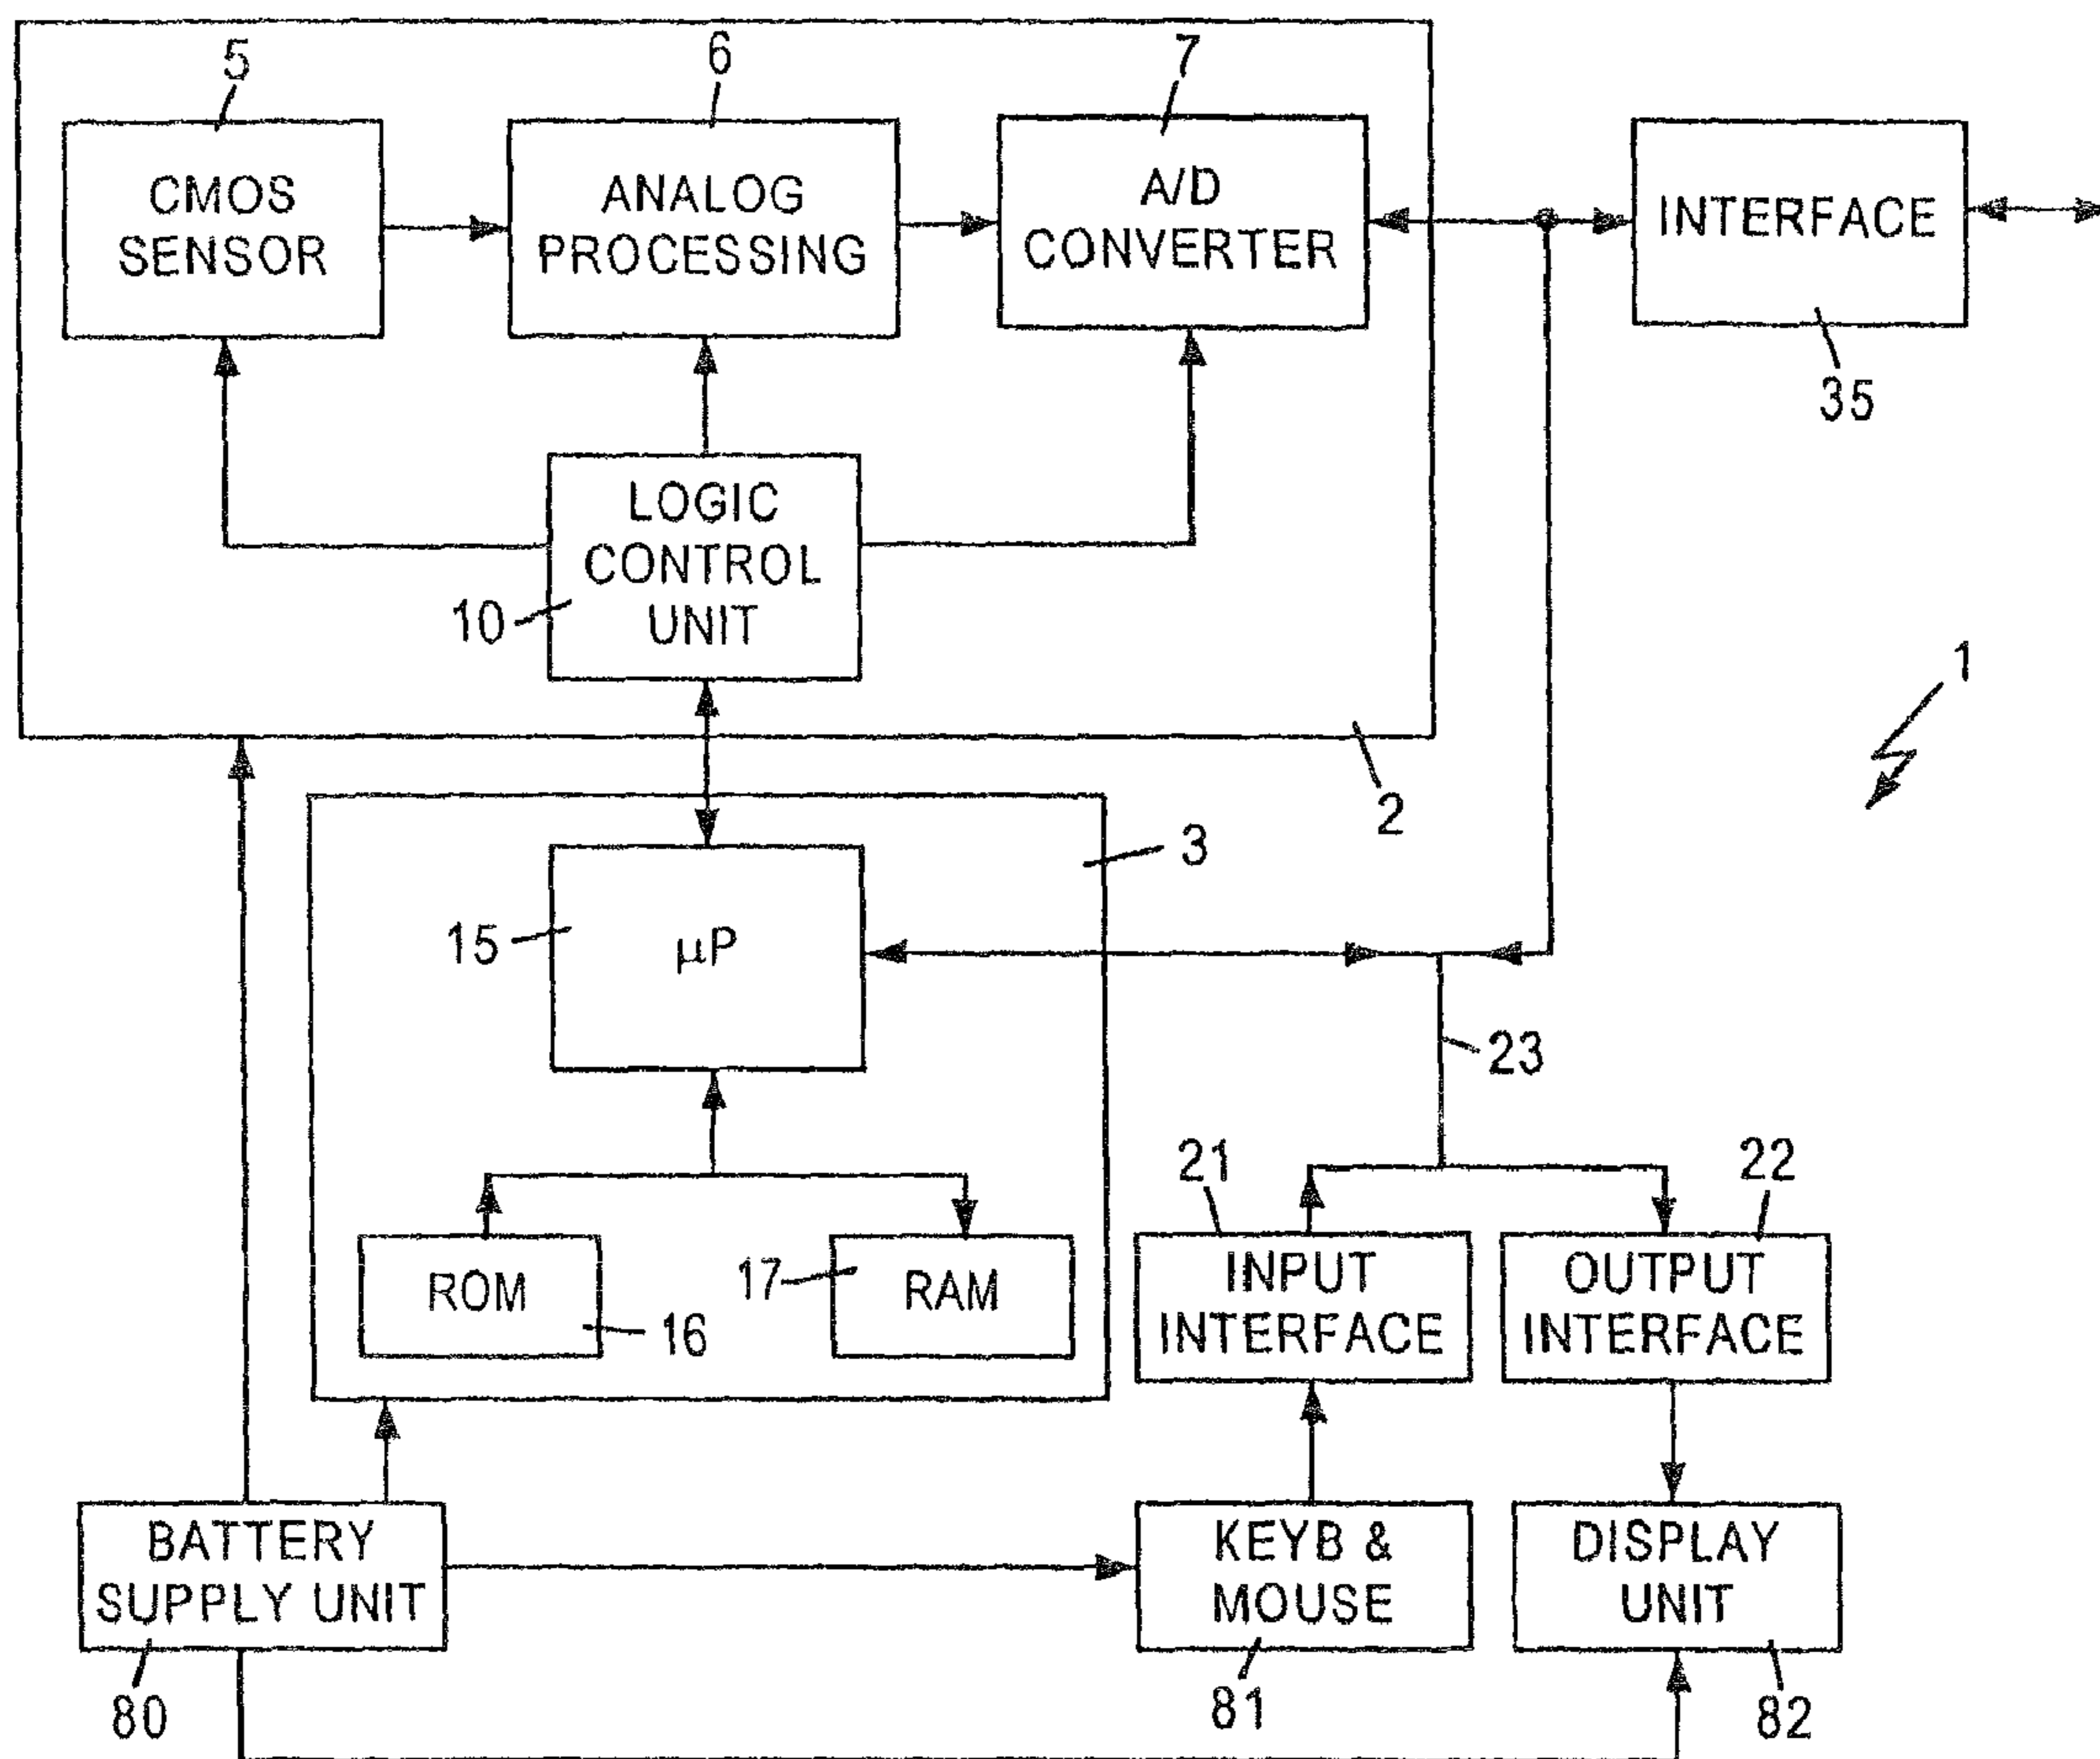 5
6
7
CMOS
SENSOR
ANALOG
PROCESSING
A/D
CONVERTER
INTERFACE
35
LOGIC
CONTROL
UNIT
10
1
2
3
15
μP
23
21
22
ROM
16
17
RAM
INPUT
INTERFACE
OUTPUT
INTERFACE
BATTERY
SUPPLY UNIT
KEYB &
MOUSE
DISPLAY
UNIT
80
81
82